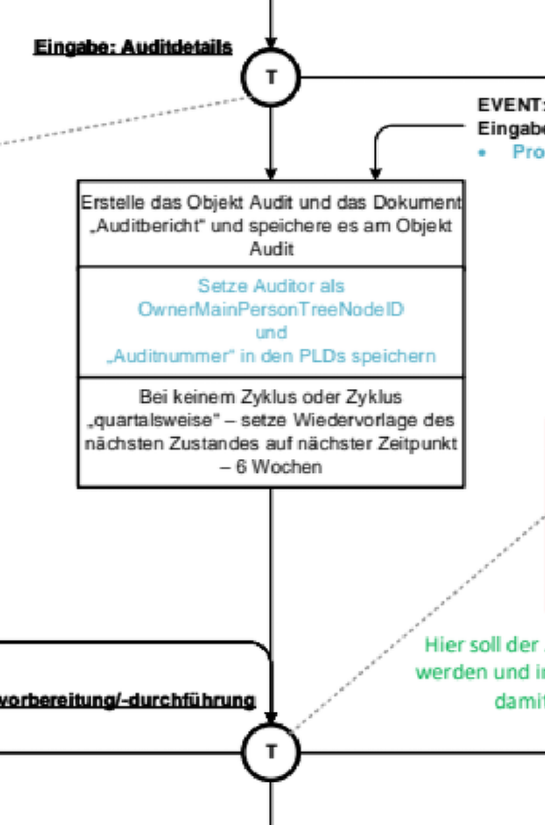 Eingabe: Auditdetails
T
EVENT:
Eingabe
• Pro
Erstelle das Objekt Audit und das Dokument
„Auditbericht“ und speichere es am Objekt
Audit
Setze Auditor als
OwnerMainPersonTreeNodeID
und
„Auditnummer“ in den PLDs speichern
Bei keinem Zyklus oder Zyklus
„quartalsweise“ – setze Wiedervorlage des
nächsten Zustandes auf nächster Zeitpunkt
– 6 Wochen
Hier soll der
werden und i
damit
vorbereitung/-durchführung
T